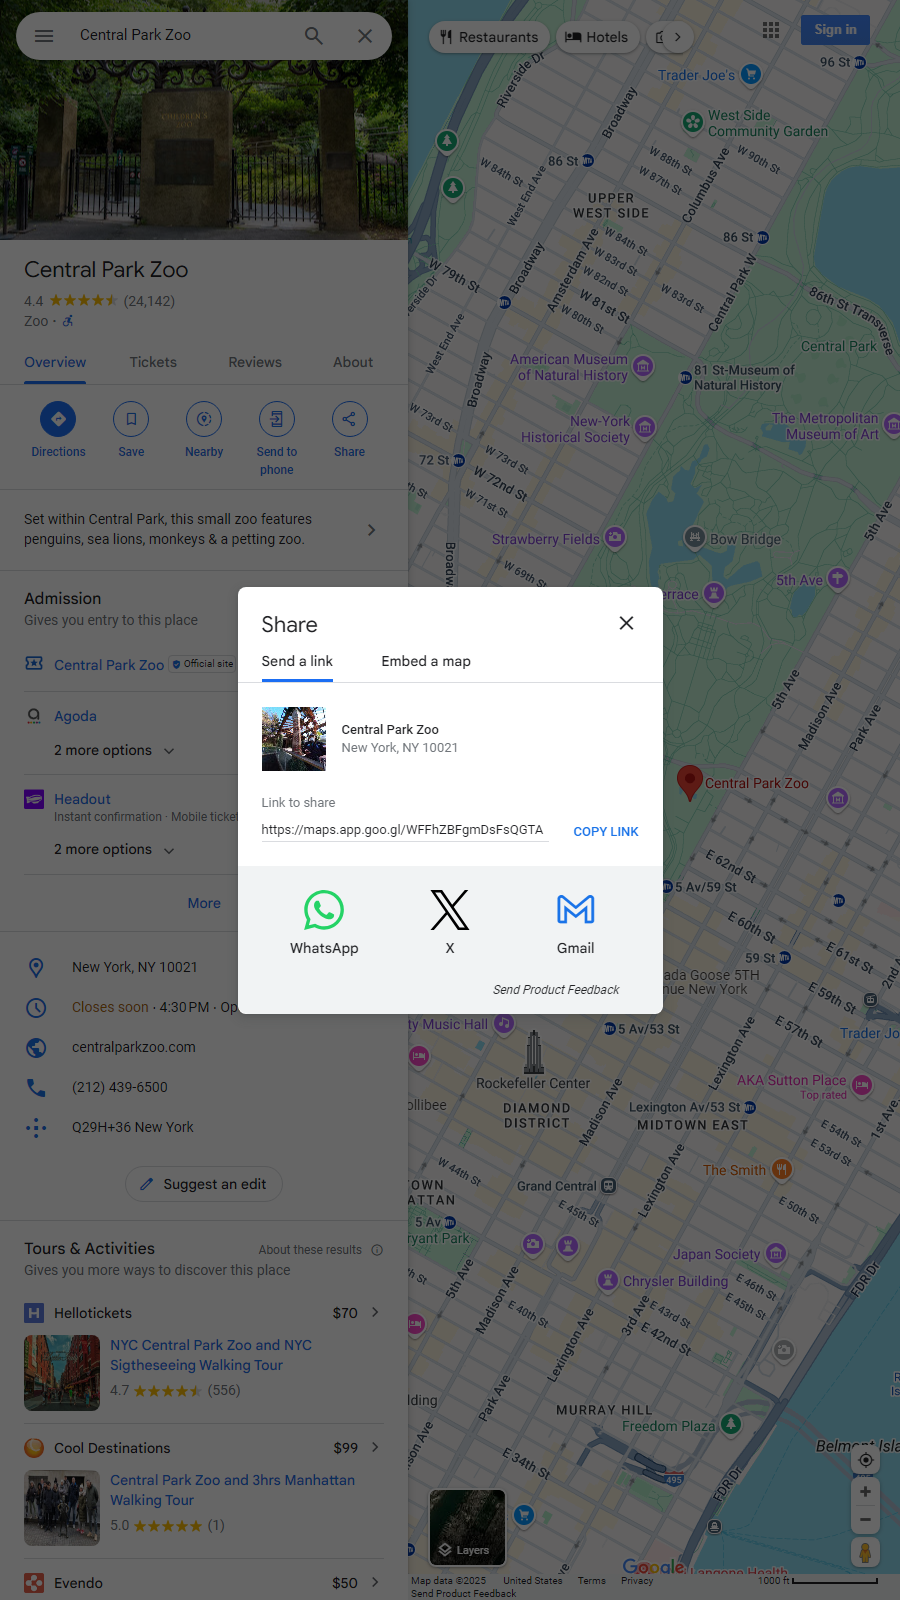 Central Park Zoo
Central Park Zoo
4.4 (24,142)
Zoo ·
Overview
Tickets
Reviews
About
Directions
Save
Nearby
Send to
phone
Share
Set within Central Park, this small zoo features
penguins, sea lions, monkeys & a petting zoo.
Admission
Gives you entry to this place
Central Park Zoo Official site
Agoda
2 more options
Headout
Instant confirmation · Mobile ticket
2 more options
More
New York, NY 10021
Closes soon · 4:30 PM · Op
centralparkzoo.com
(212) 439-6500
Q29H+36 New York
Suggest an edit
Tours & Activities
About these results
Gives you more ways to discover this place
Hellotickets
$70
NYC Central Park Zoo and NYC
Sigtheseeing Walking Tour
4.7 (556)
Cool Destinations
$99
Central Park Zoo and 3hrs Manhattan
Walking Tour
5.0 (1)
Evendo
$50
Share
Send a link
Embed a map
Central Park Zoo
New York, NY 10021
Link to share
https://maps.app.goo.gl/WFFhZBFgmDsFsQGTA
COPY LINK
WhatsApp
X
Gmail
Send Product Feedback
Restaurants
Hotels
Sign in
96 St
Trader Joe's
Riverside Dr
Broadway
West Side
Community Garden
86 St
W 84th St
W 88th St
W 87th St
W 90th St
Columbus Ave
West End Ave
UPPER
WEST SIDE
86 St
W 79th St
Broadway
Amsterdam Ave
W 84th St
W 83rd St
W 82nd St
W 81st St
W 80th St
W 83rd St
Central Park W
86th St Transverse
Central Park
erside Dr
West End Ave
American Museum
of Natural History
81 St-Museum of
Natural History
Broadway
W 73rd St
New-York
Historical Society
The Metropolitan
Museum of Art
72 St
W 73rd St
W 72nd St
W 71st St
Strawberry Fields
Bow Bridge
5th Ave
Broadw
W 69th St
errace
5th Ave
5th Ave
Madison Ave
Park Ave
Central Park Zoo
E 62nd St
5 Av/59 St
E 60th St
59 St
E 61st St
ada Goose 5TH
nue New York
E 59th St
2nd A
ty Music Hall
5 Av/53 St
E 57th St
Trader Jo
Rockefeller Center
Lexington Ave
AKA Sutton Place
Top rated
ollibee
DIAMOND
DISTRICT
Madison Ave
Lexington Av/53 St
MIDTOWN EAST
E 54th St
E 53rd St
1st Ave
W 44th St
The Smith
OWN
ATTAN
Grand Central
Lexington Ave
E 50th St
5 Av
ryant Park
E 45th St
Japan Society
5th Ave
Madison Ave
Chrysler Building
E 46th St
E 45th St
FDR Dr
E 40th St
E 43rd St
3rd Ave
E 42nd St
Lexington Ave
Park Ave
lding
MURRAY HILL
Freedom Plaza
son Ave
E 34th St
495
FDR Dr
Belmont Isla
Layers
Google
Langone Health
Map data ©2025
United States
Terms
Privacy
1000 ft
Send Product Feedback